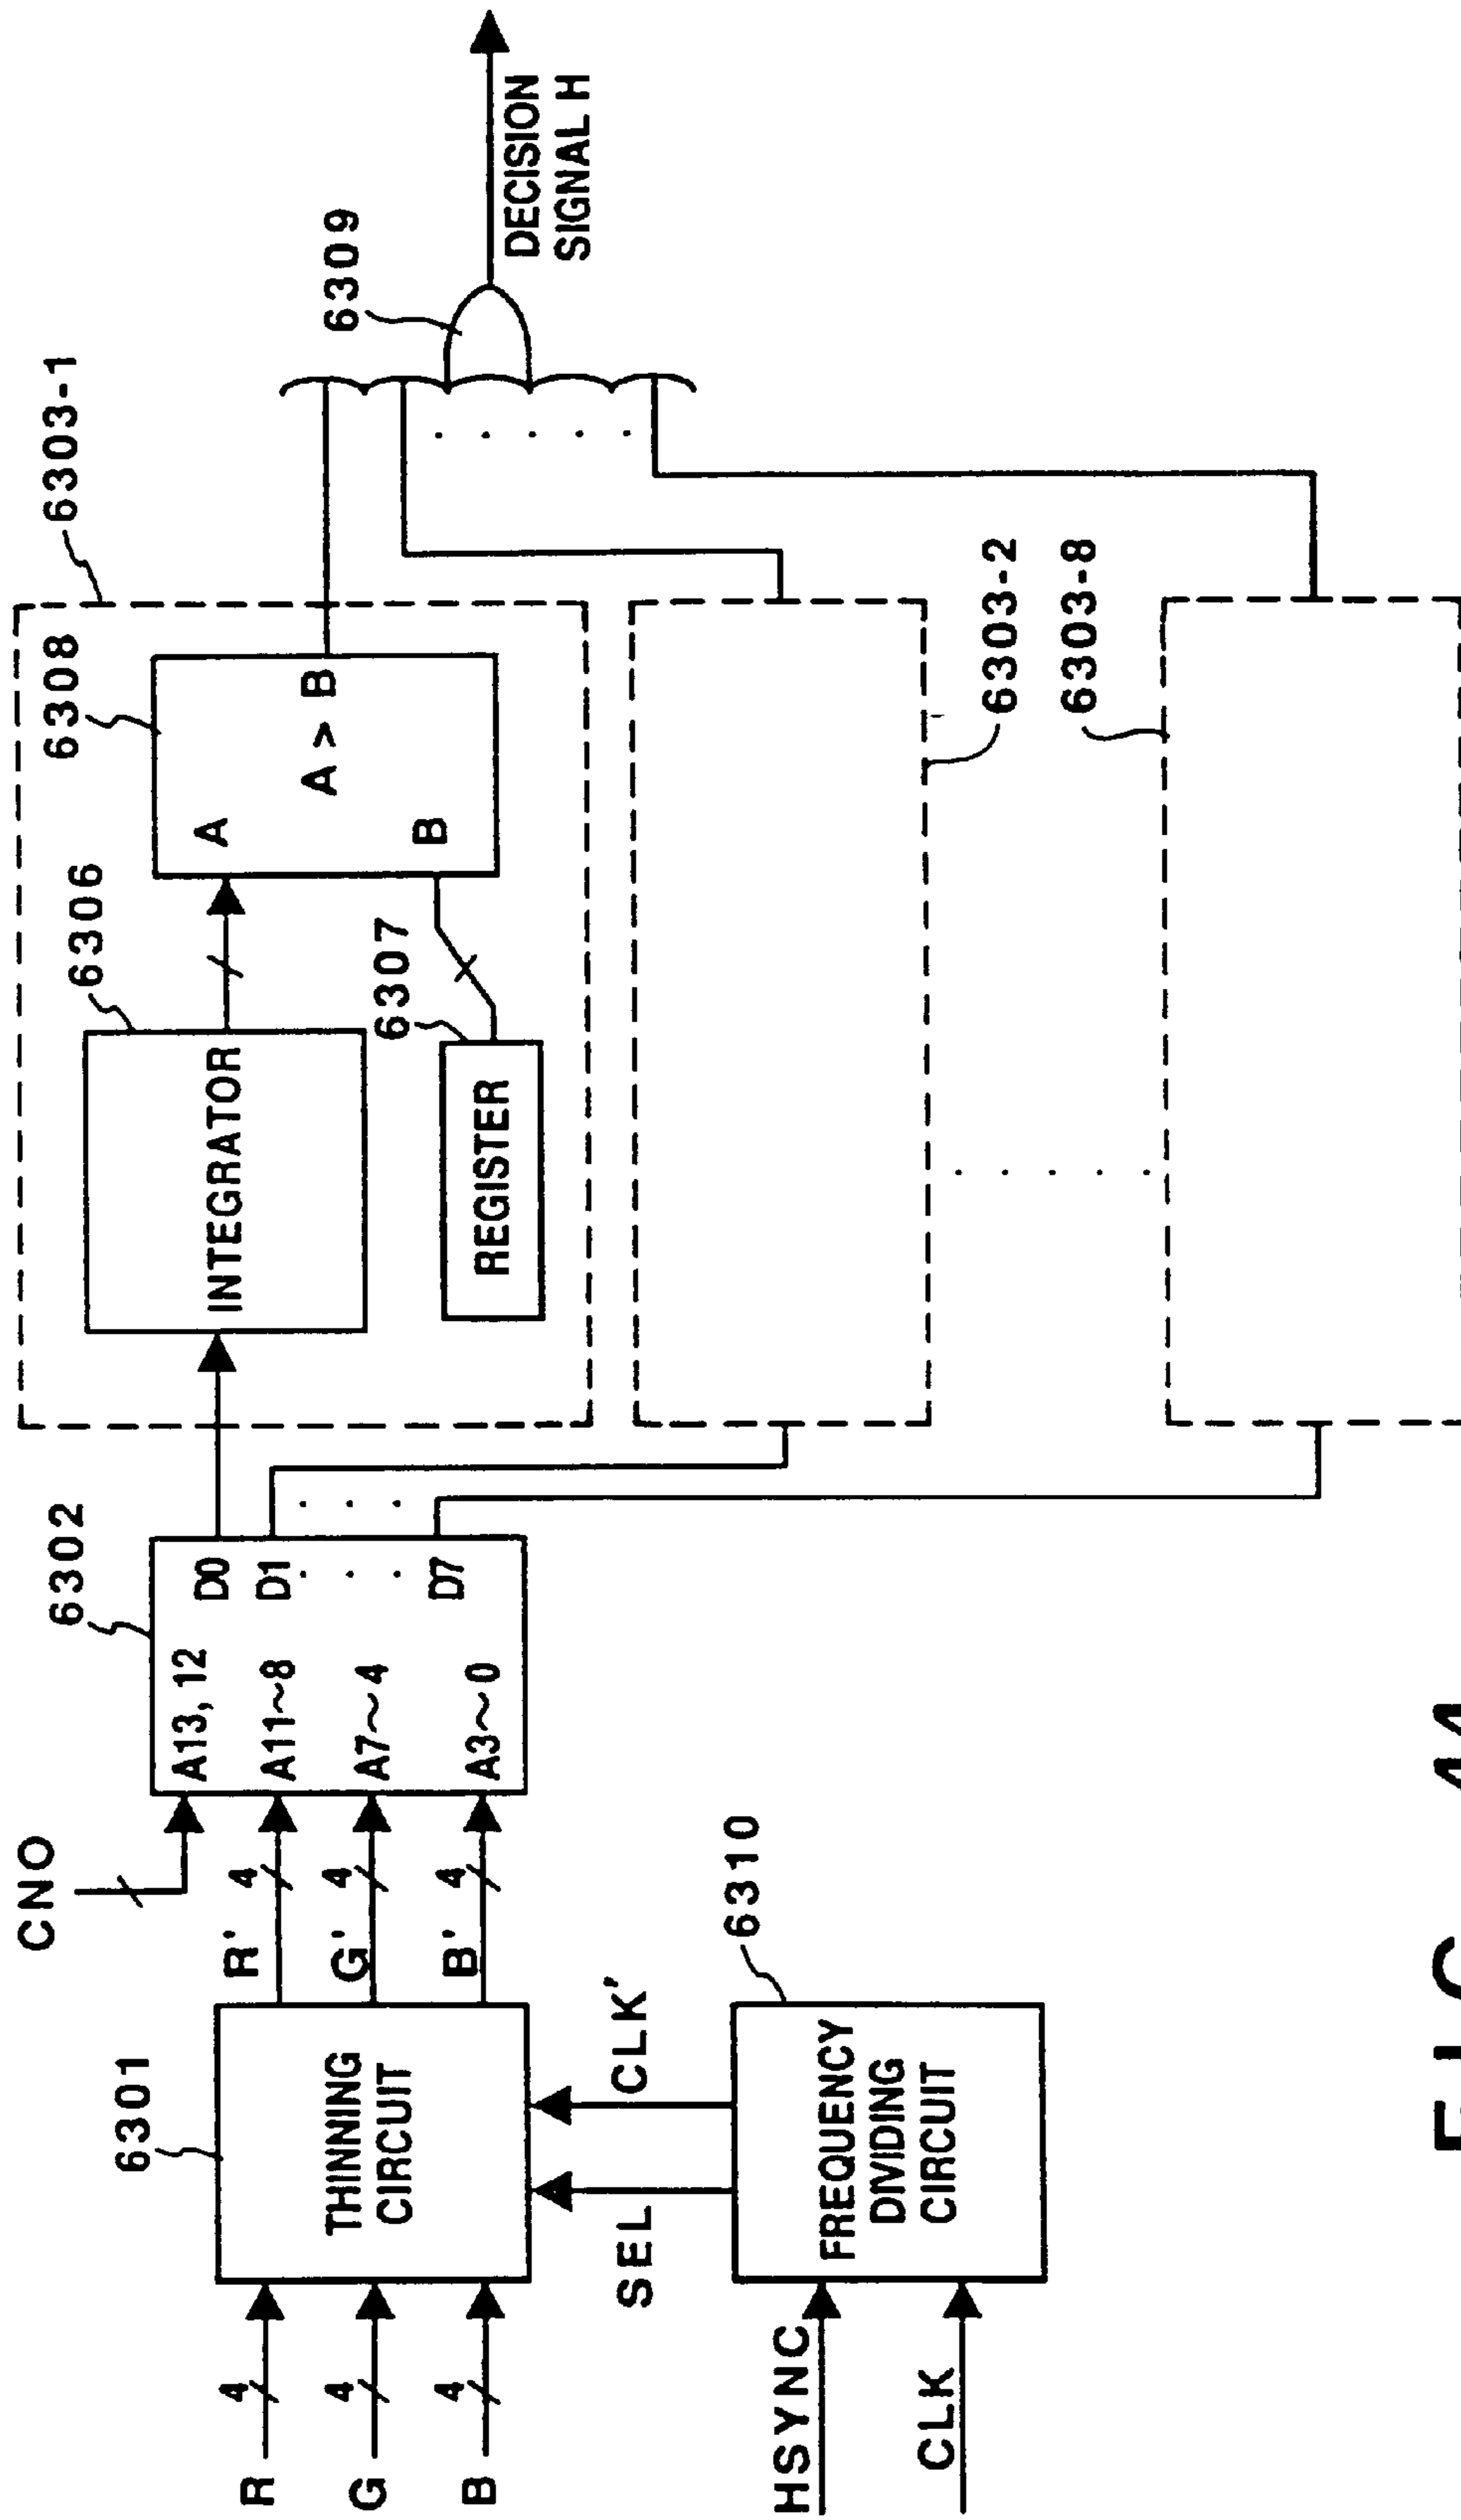 R
G
B
4
4
4
HSYNC
CLK
6301
THINNING
CIRCUIT
SEL
CLK'
FREQUENCY
DIVIDING
CIRCUIT
6310
CNO
R'
G'
B'
4
4
4
6302
A13,12
A11~8
A7~4
A3~0
D0
D1
D7
INTEGRATOR
6306
REGISTER
6307
6308
A
B
A > B
6303-1
6303-2
6303-8
6309
DECISION
SIGNAL H